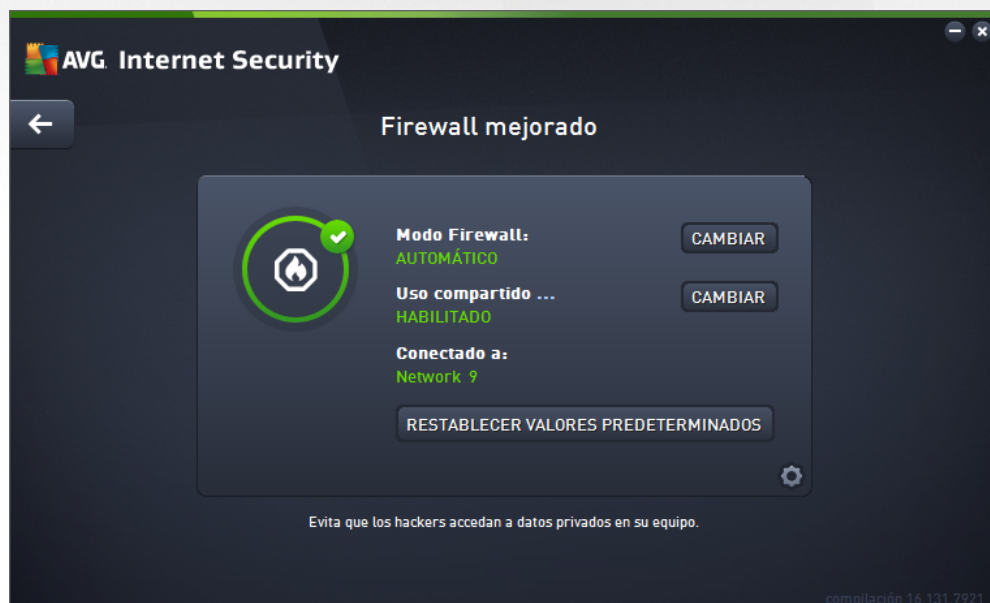 AVG. Internet Security
Firewall mejorado
Modo Firewall:
CAMBIAR
AUTOMÁTICO
Uso compartido ...
CAMBIAR
HABILITADO
Conectado a:
Network 9
RESTABLECER VALORES PREDETERMINADOS
Evita que los hackers accedan a datos privados en su equipo.
compilación 16.131.7921